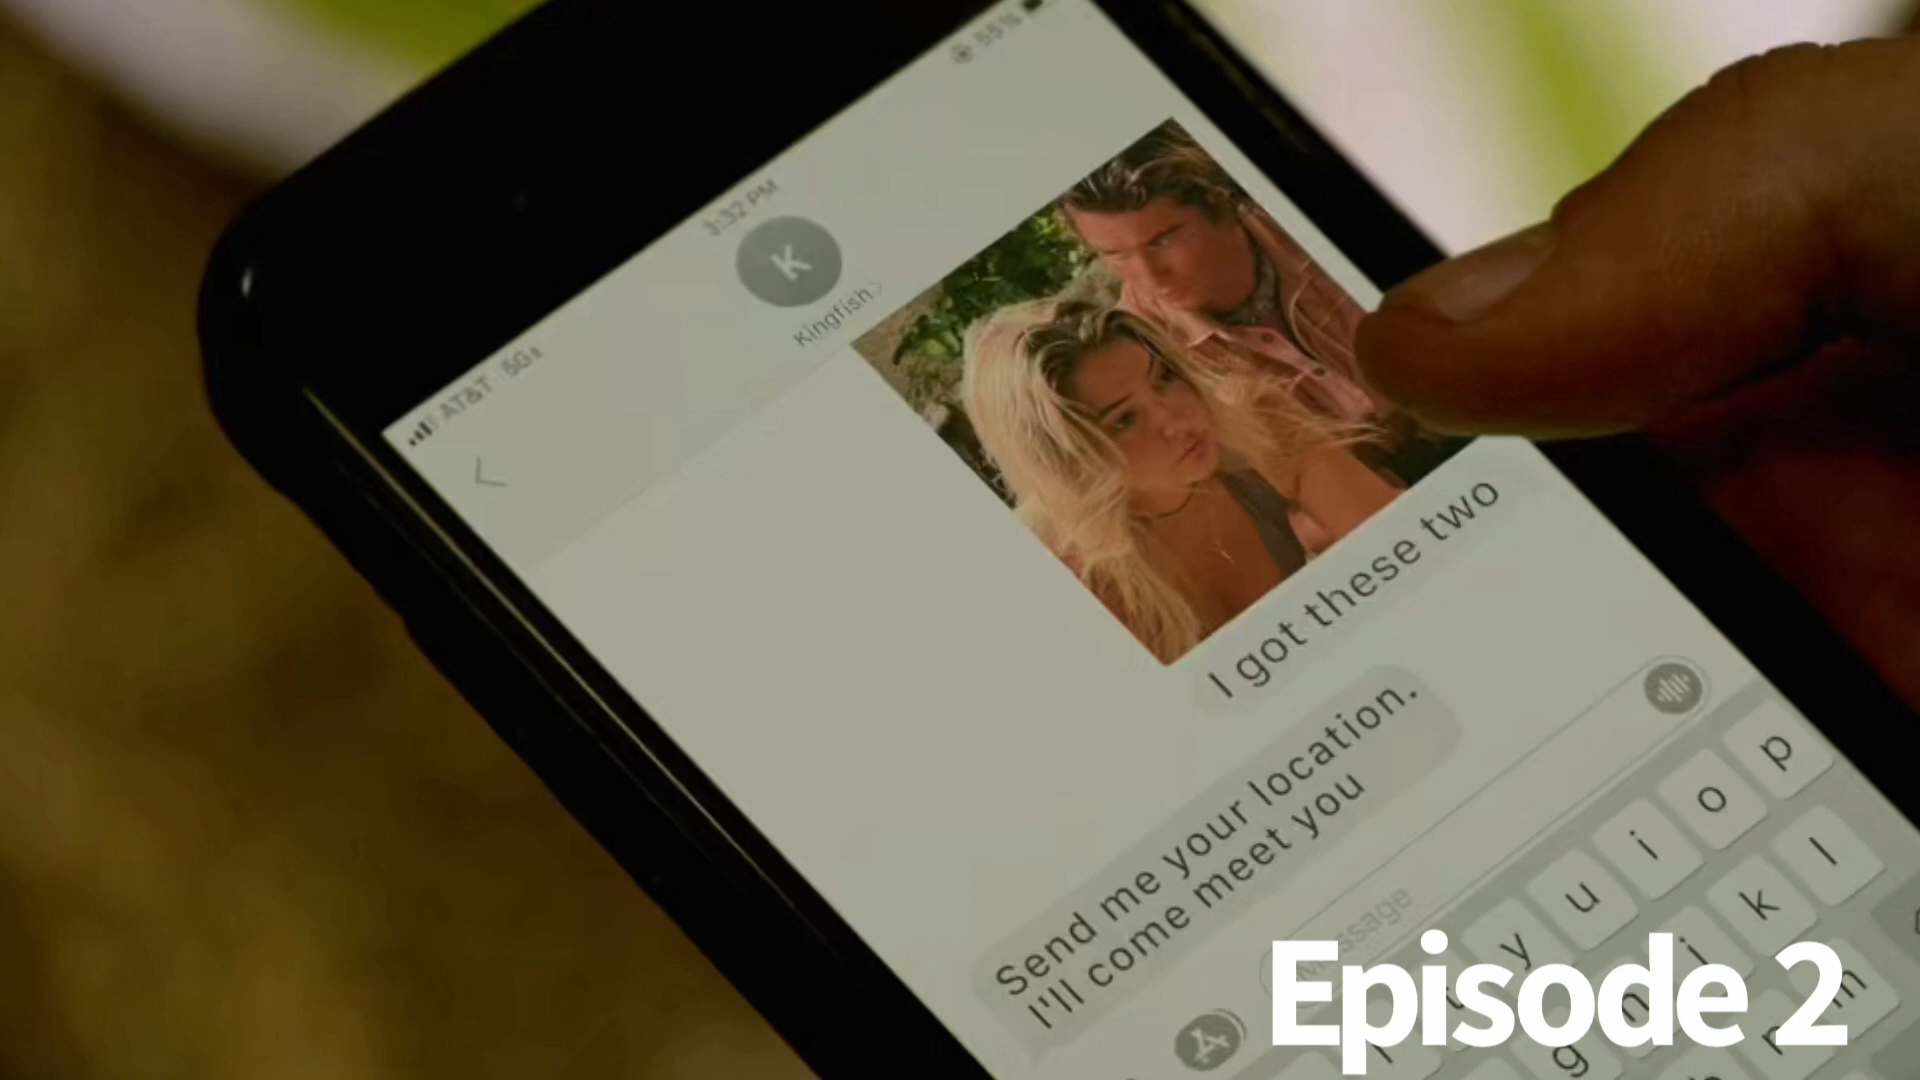 AT&T 5G
3:32 PM
55%
K
Kingfish
I got these two
Send me your location.
I'll come meet you
y u i o p
j k l
m
Episode 2